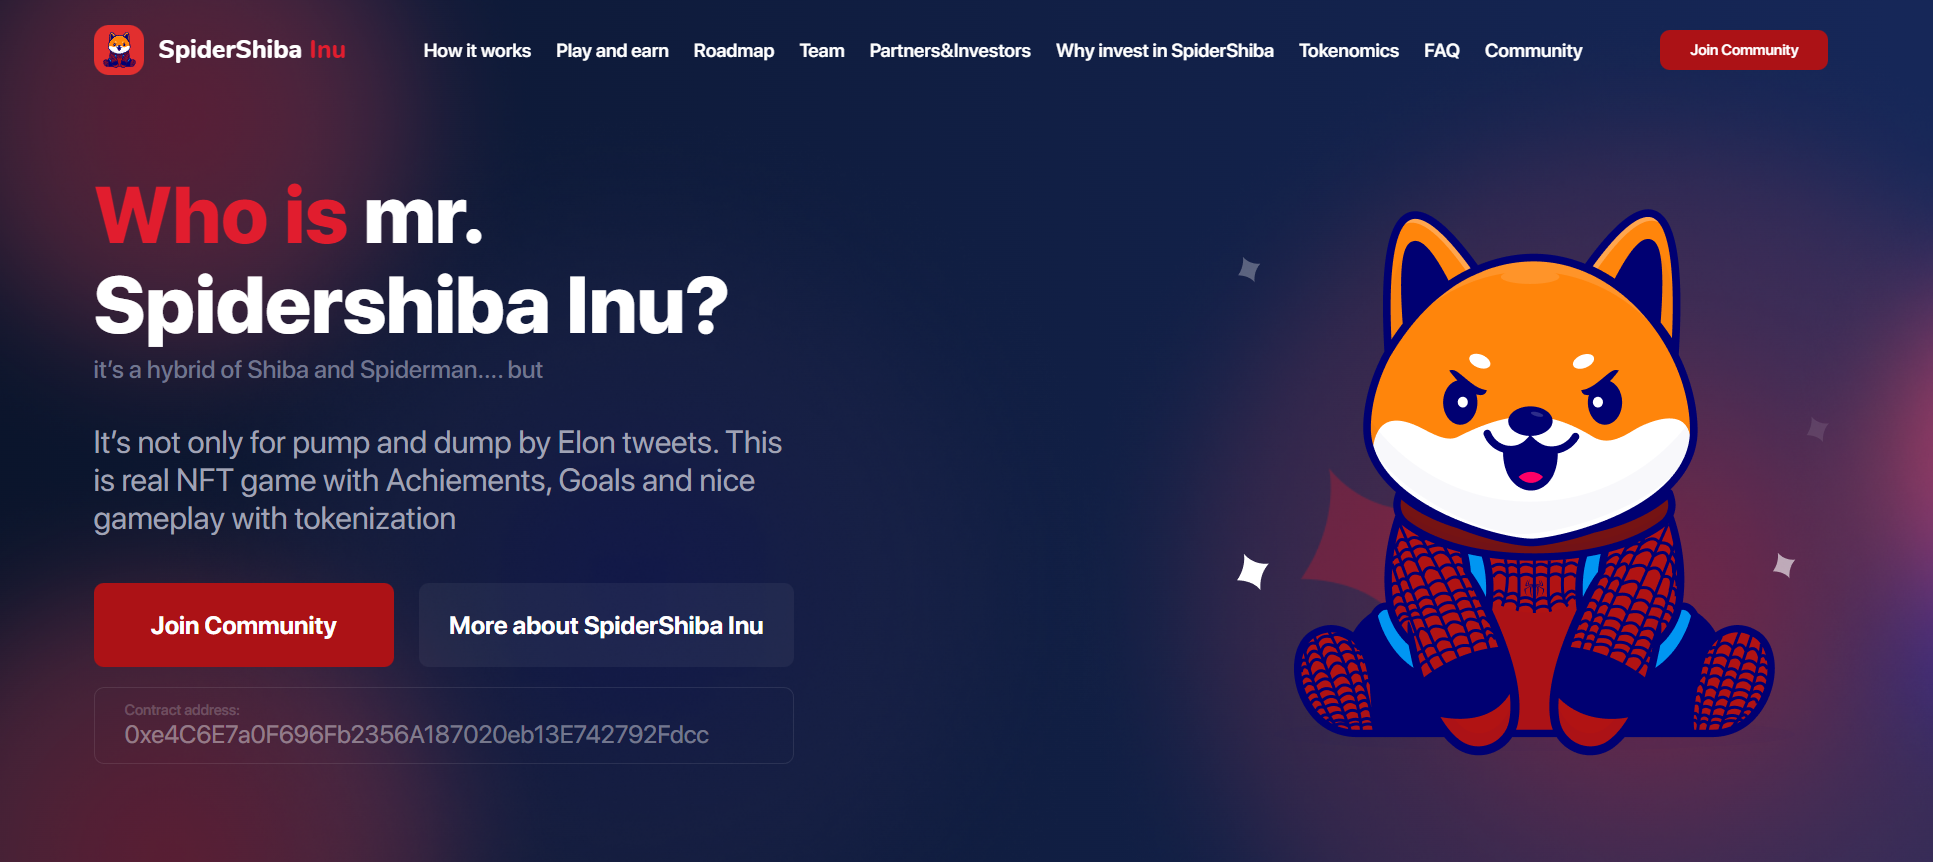 SpiderShiba Inu
How it works
Play and earn
Roadmap
Team
Partners&Investors
Why invest in SpiderShiba
Tokenomics
FAQ
Community
Join Community
Who is mr.
Spidershiba Inu?
it's a hybrid of Shiba and Spiderman.... but
It's not only for pump and dump by Elon tweets. This
is real NFT game with Achiements, Goals and nice
gameplay with tokenization
Join Community
More about SpiderShiba Inu
Contract address:
0xe4C6E7a0F696Fb2356A187020eb13E742792Fdcc